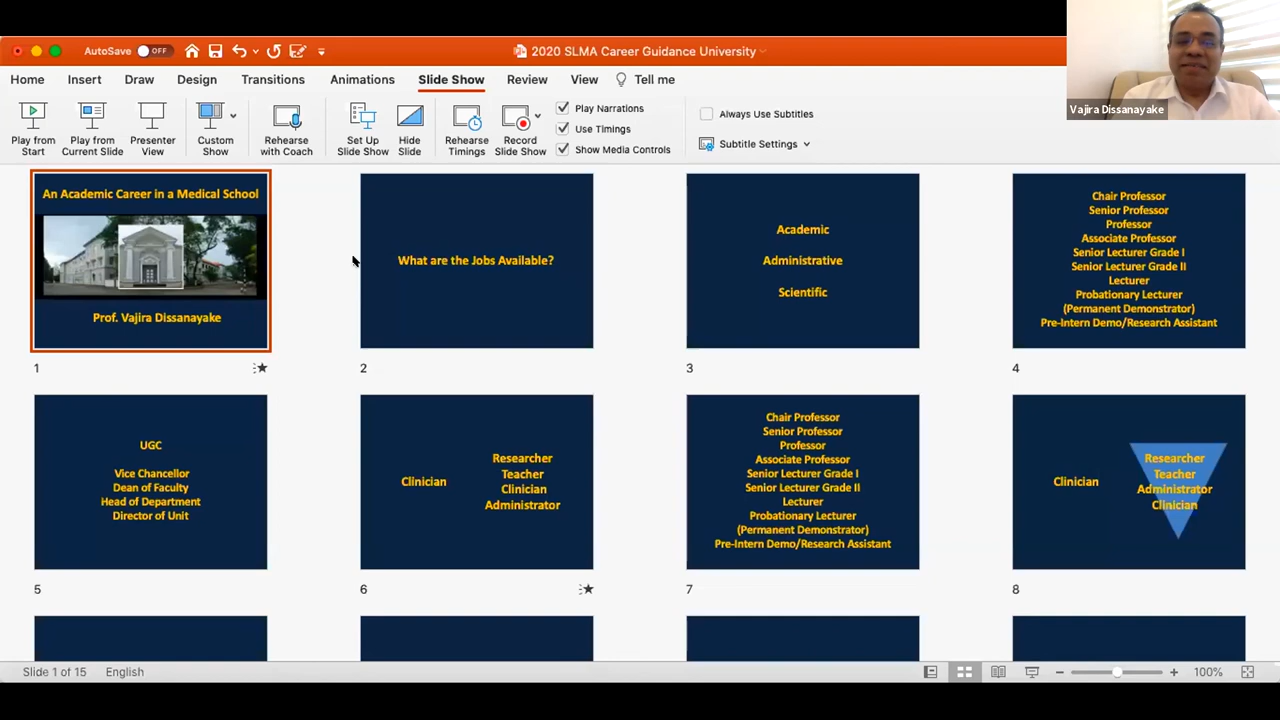 AutoSave OFF
2020 SLMA Career Guidance University
Vajira Dissanayake
Home Insert Draw Design Transitions Animations Slide Show Review View Tell me
Play from Start
Play from Current Slide
Presenter View
Custom Show
Rehearse with Coach
Set Up Slide Show
Hide Slide
Rehearse Timings
Record Slide Show
Play Narrations
Use Timings
Show Media Controls
Always Use Subtitles
Subtitle Settings
An Academic Career in a Medical School
Prof. Vajira Dissanayake
1
What are the Jobs Available?
2
Academic
Administrative
Scientific
3
Chair Professor
Senior Professor
Professor
Associate Professor
Senior Lecturer Grade I
Senior Lecturer Grade II
Lecturer
Probationary Lecturer
(Permanent Demonstrator)
Pre-Intern Demo/Research Assistant
4
UGC
Vice Chancellor
Dean of Faculty
Head of Department
Director of Unit
5
Clinician
Researcher
Teacher
Clinician
Administrator
6
Chair Professor
Senior Professor
Professor
Associate Professor
Senior Lecturer Grade I
Senior Lecturer Grade II
Lecturer
Probationary Lecturer
(Permanent Demonstrator)
Pre-Intern Demo/Research Assistant
7
Clinician
Researcher
Teacher
Administrator
Clinician
8
Slide 1 of 15 English 100%